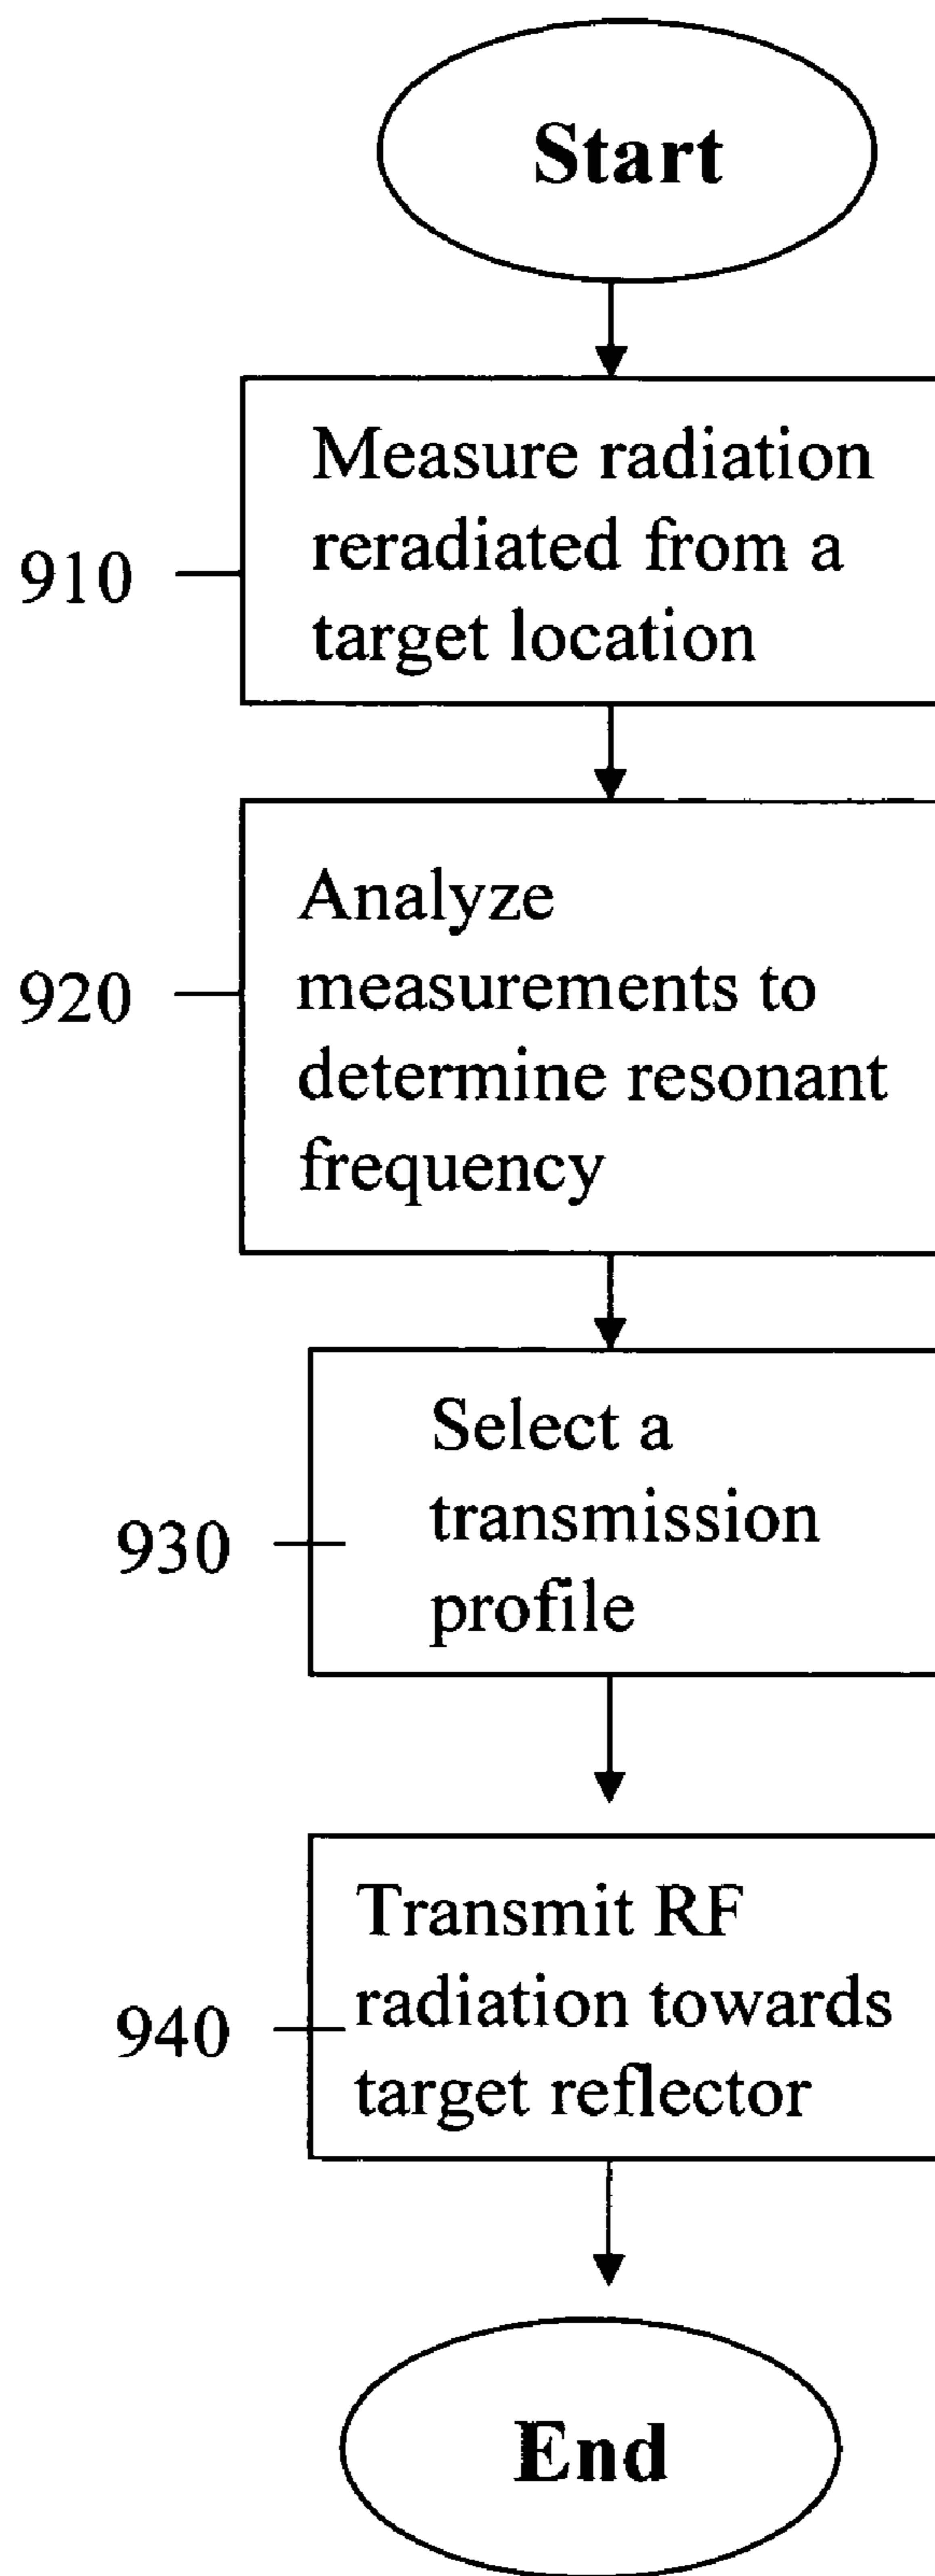 Start
Measure radiation
reradiated from a
target location
910
Analyze
measurements to
determine resonant
frequency
920
Select a
transmission
profile
930
Transmit RF
radiation towards
target reflector
940
End